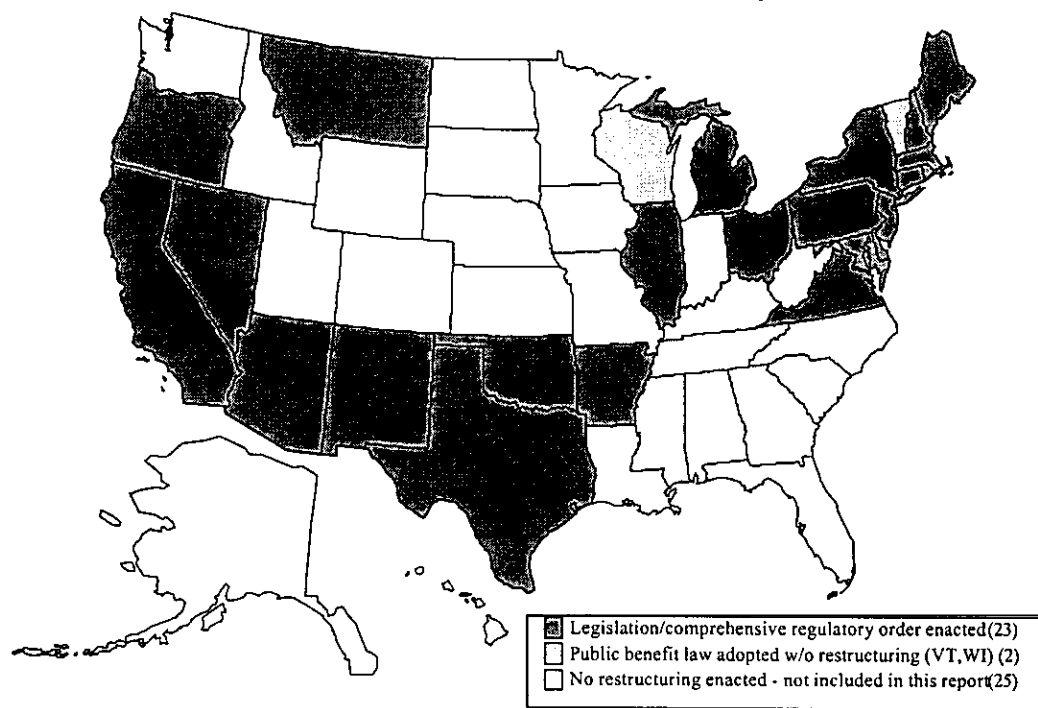 Legislation/comprehensive regulatory order enacted(23)
Public benefit law adopted w/o restructuring (VT,WI) (2)
No restructuring enacted - not included in this report(25)